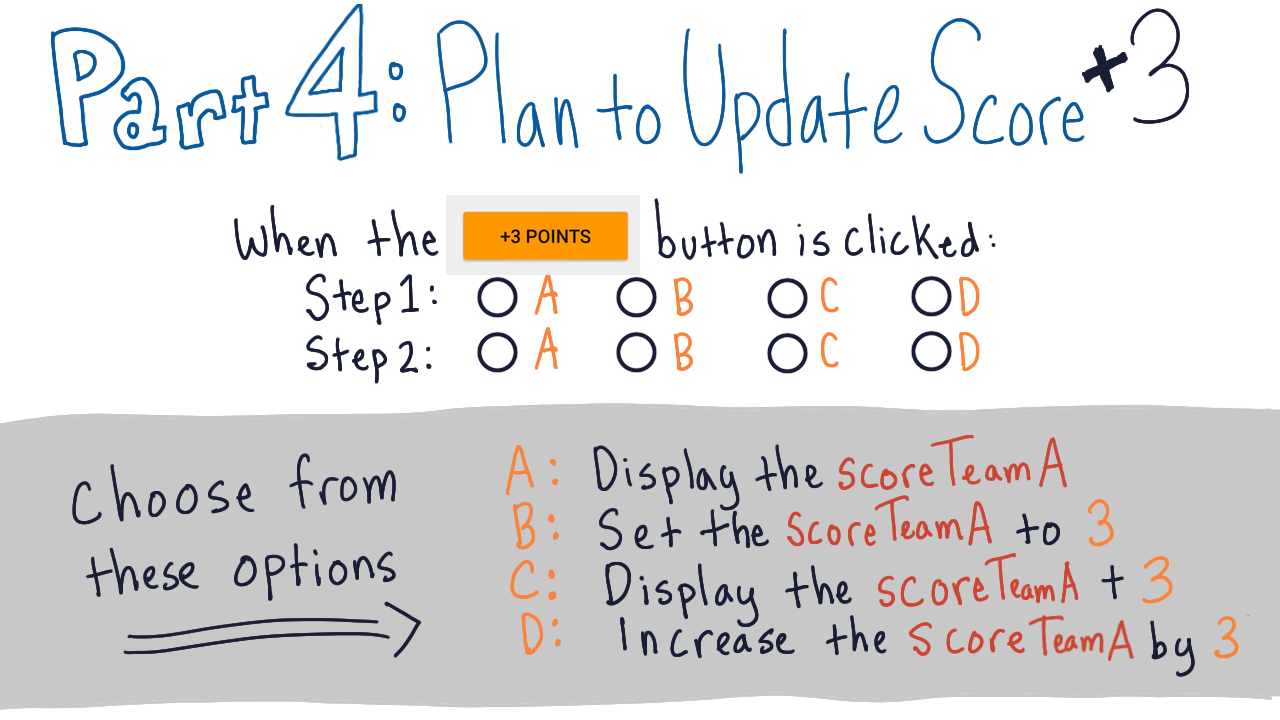 Part 4: Plan to Update Score +3
When the +3 POINTS button is clicked:
Step 1: A B C D
Step 2: A B C D
Choose from
these options
A: Display the scoreTeamA
B: Set the scoreTeamA to 3
C: Display the scoreTeamA + 3
D: Increase the scoreTeamA by 3